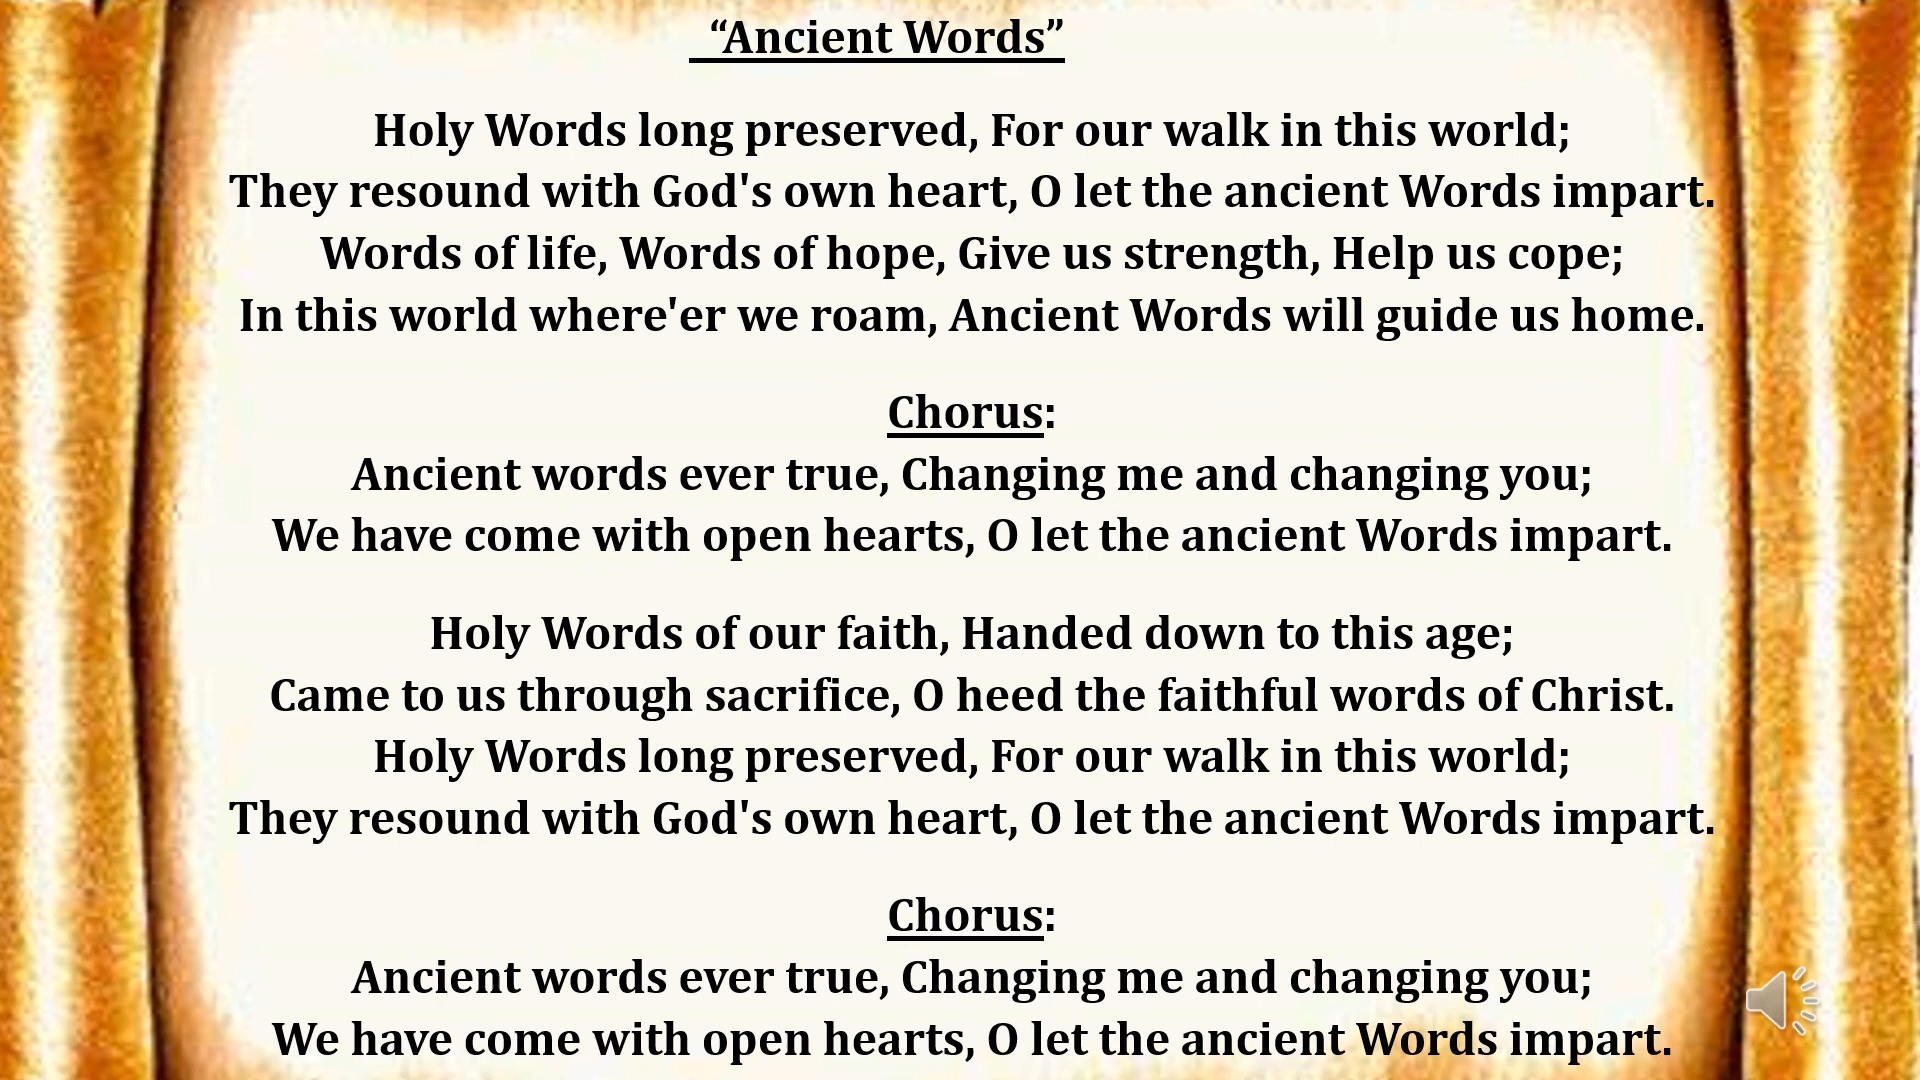 “Ancient Words”
Holy Words long preserved, For our walk in this world;
They resound with God's own heart, O let the ancient Words impart.
Words of life, Words of hope, Give us strength, Help us cope;
In this world where'er we roam, Ancient Words will guide us home.
Chorus:
Ancient words ever true, Changing me and changing you;
We have come with open hearts, O let the ancient Words impart.
Holy Words of our faith, Handed down to this age;
Came to us through sacrifice, O heed the faithful words of Christ.
Holy Words long preserved, For our walk in this world;
They resound with God's own heart, O let the ancient Words impart.
Chorus:
Ancient words ever true, Changing me and changing you;
We have come with open hearts, O let the ancient Words impart.